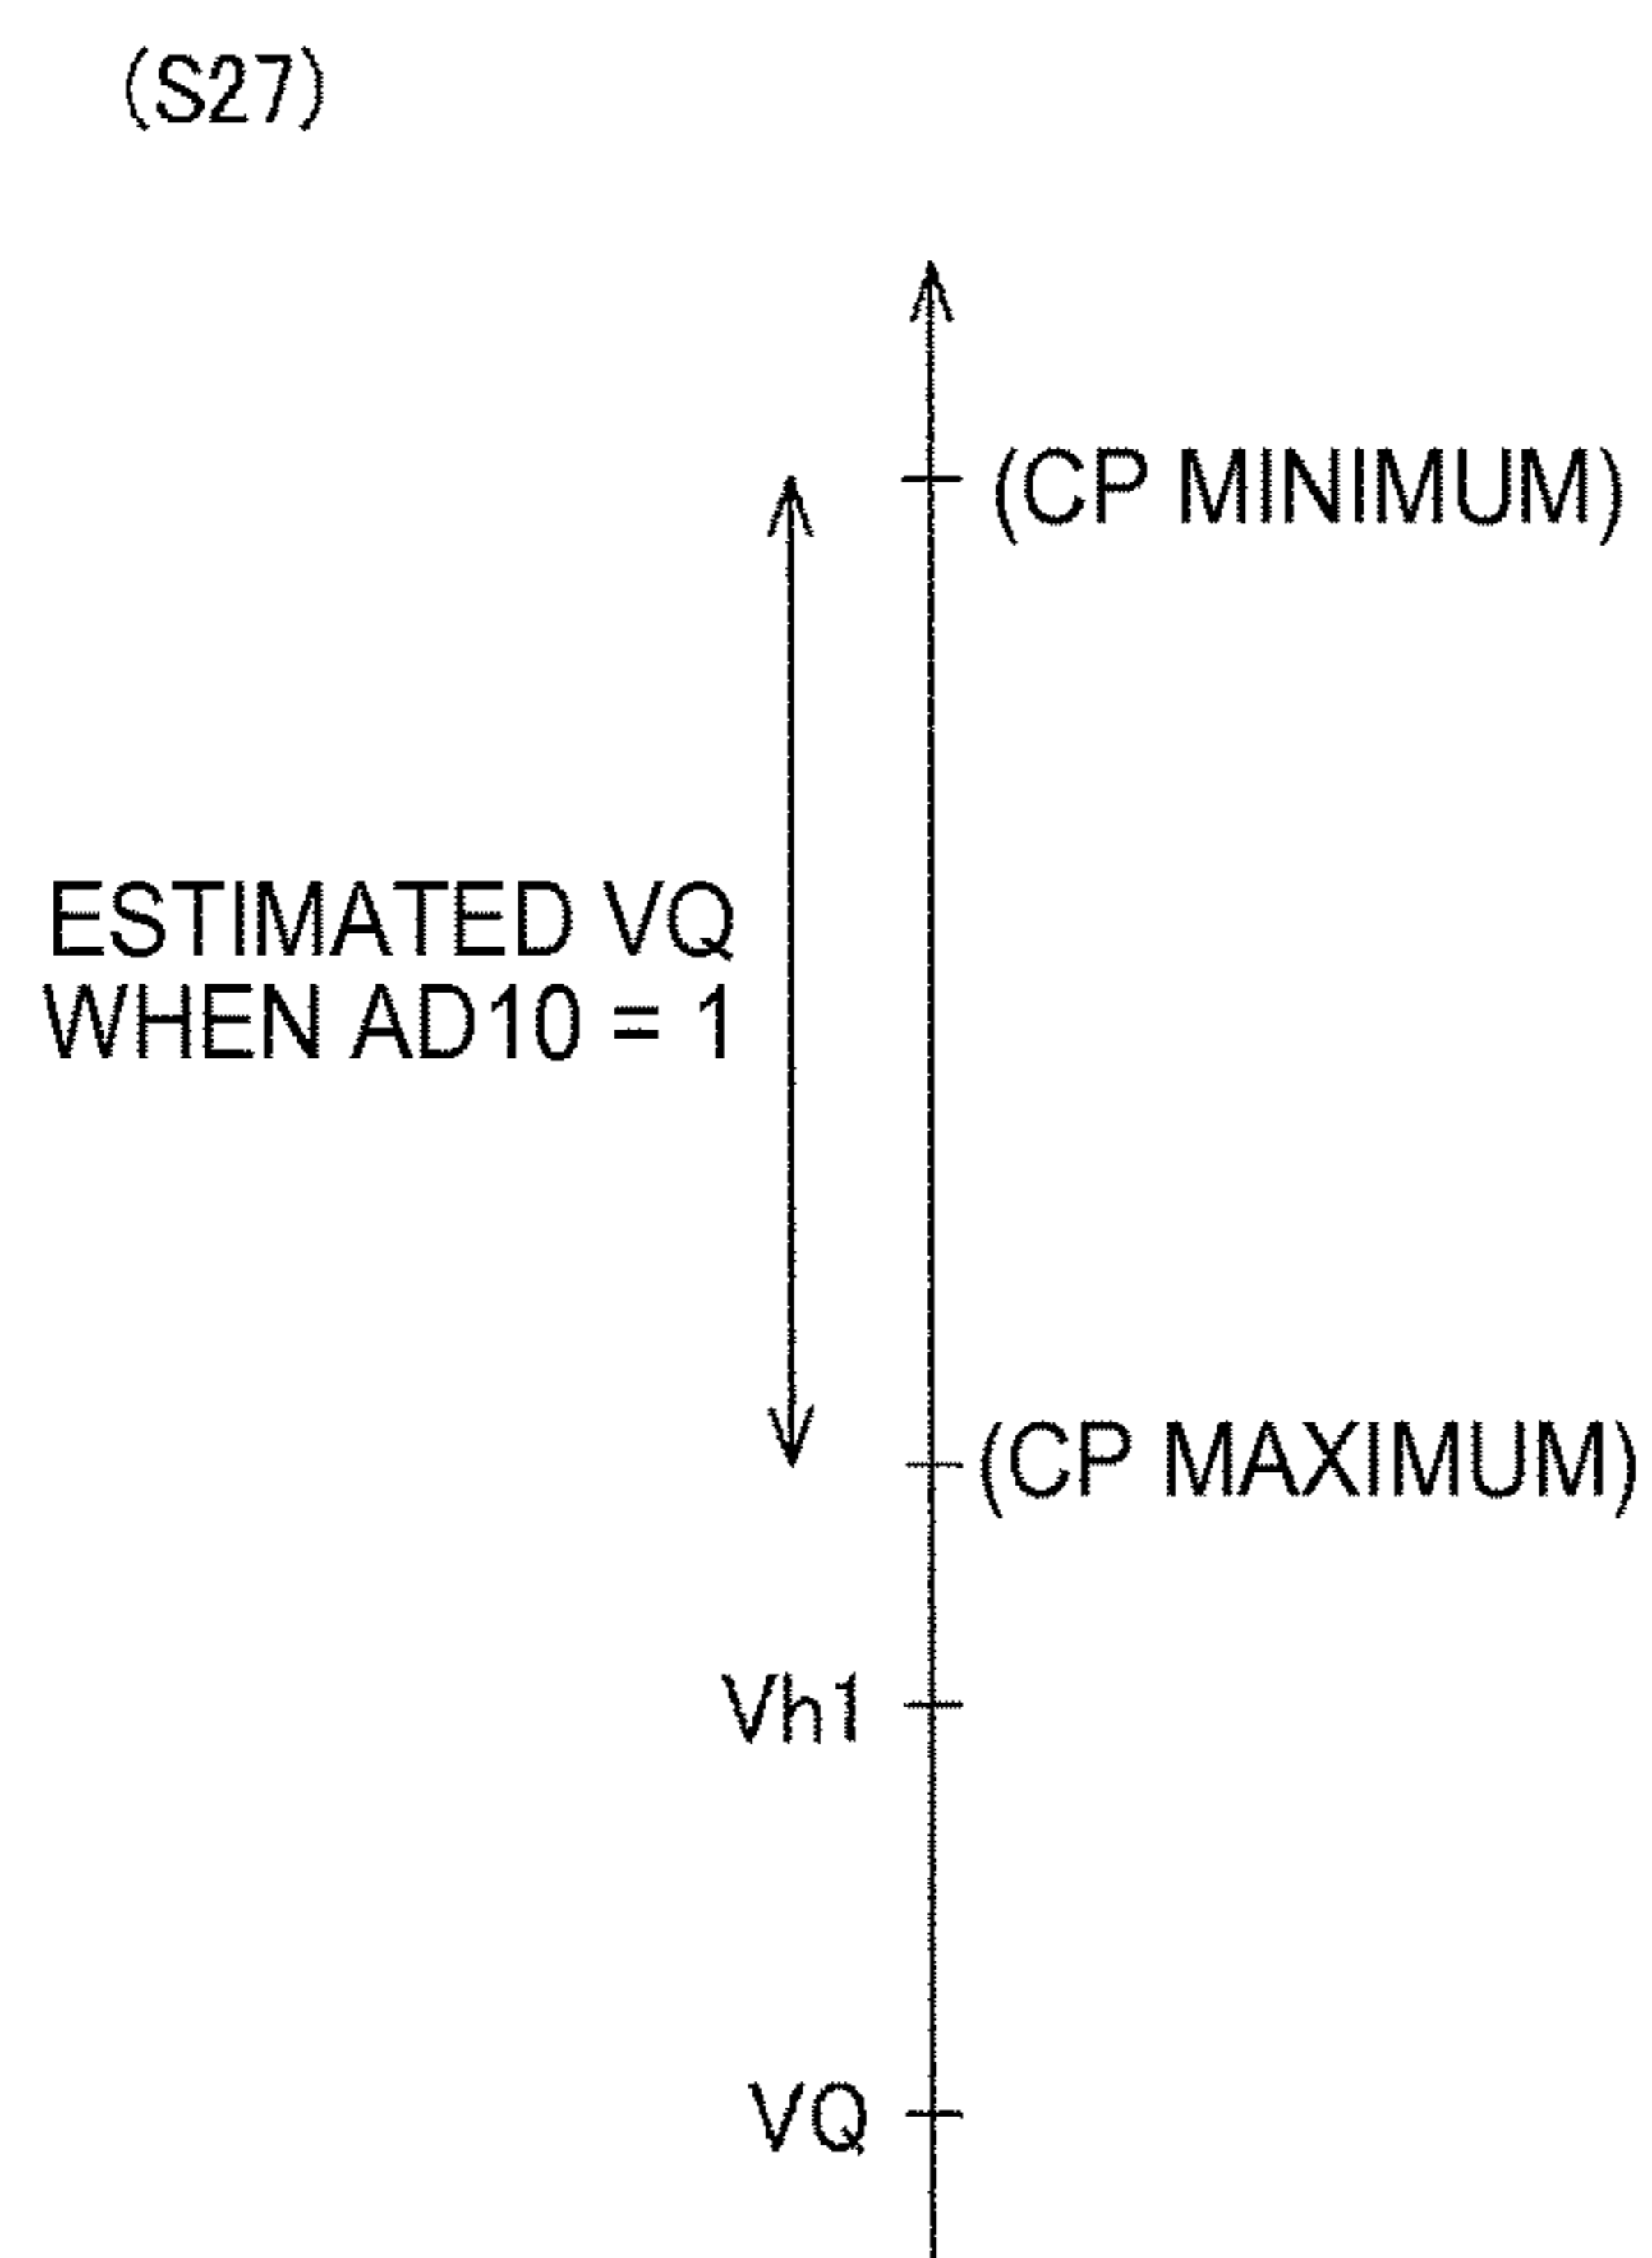 (S27)
(CP MINIMUM)
ESTIMATED VQ
WHEN AD10 = 1
(CP MAXIMUM)
Vh1
VQ